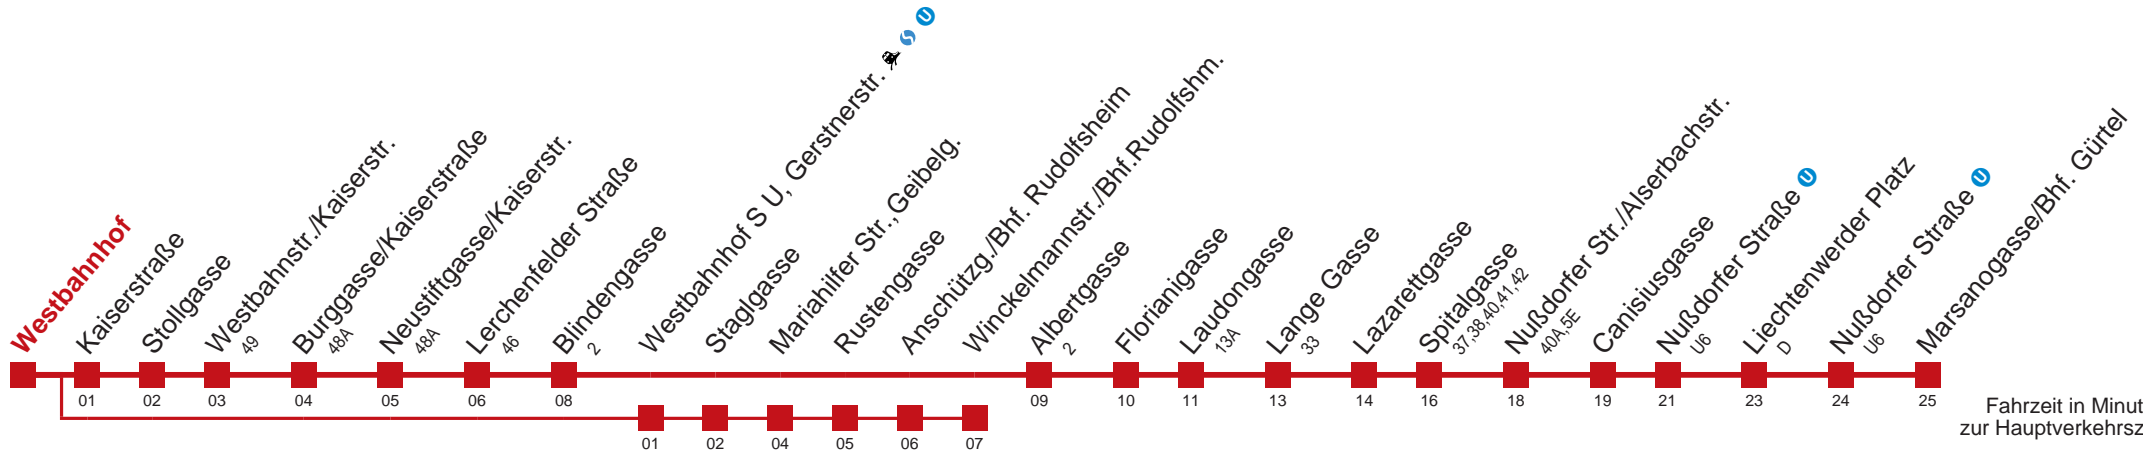 Westbahnhof
Kaiserstraße
Stollgasse
Westbahnstr./Kaiserstr.
49
Burggasse/Kaiserstraße
48A
Neustiftgasse/Kaiserstr.
48A
Lerchenfelder Straße
46
Blindengasse
2
Westbahnhof S U, Gerstnerstr. U
Staglgasse
Mariahilfer Str., Geibelg.
Rustengasse
Anschützg./Bhf. Rudolfsheim
Winckelmannstr./Bhf.Rudolfshm.
Albertgasse
2
Florianigasse
Laudongasse
13A
Lange Gasse
33
Lazarettgasse
Spitalgasse
37,38,40,41,42
Nußdorfer Str./Alserbachstr.
40A,5E
Canisiusgasse
Nußdorfer Straße U
U6
Liechtenwerder Platz
D
Nußdorfer Straße U
U6
Marsanogasse/Bhf. Gürtel
01 02 03 04 05 06 08 09 10 11 13 14 16 18 19 21 23 24 25
01 02 04 05 06 07
Fahrzeit in Minut
zur Hauptverkehrsz